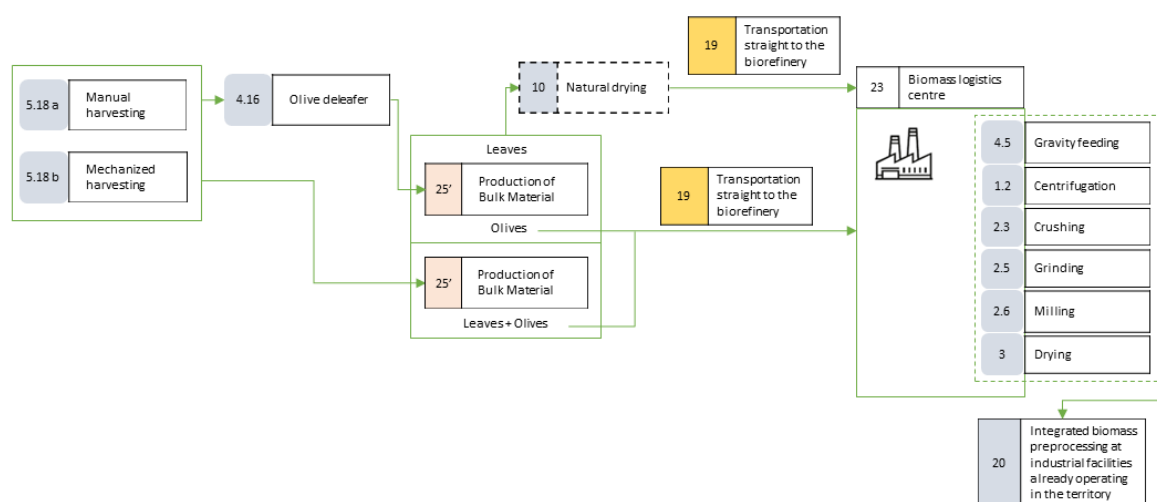 5.18 a
Manual
harvesting
5.18 b
Mechanized
harvesting
4.16
Olive deleafer
Leaves
25’
Production of
Bulk Material
Olives
25’
Production of
Bulk Material
Leaves + Olives
10
Natural drying
19
Transportation
straight to the
biorefinery
19
Transportation
straight to the
biorefinery
23
Biomass logistics
centre
4.5
Gravity feeding
1.2
Centrifugation
2.3
Crushing
2.5
Grinding
2.6
Milling
3
Drying
20
Integrated biomass
preprocessing at
industrial facilities
already operating
in the territory